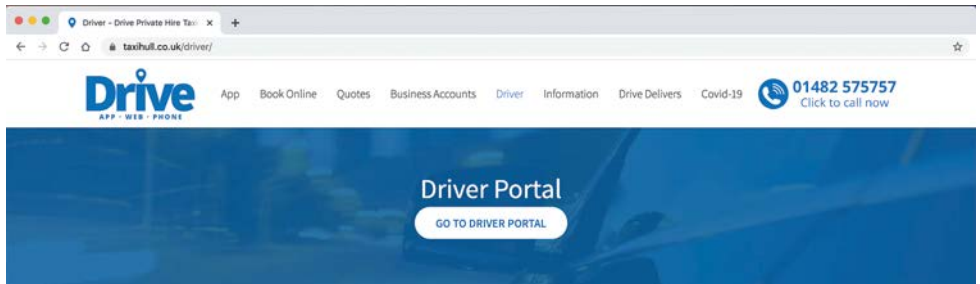 Driver - Drive Private Hire Taxi
taxihull.co.uk/driver/
Drive
APP - WEB - PHONE
App Book Online Quotes Business Accounts Driver Information Drive Delivers Covid-19
01482 575757
Click to call now
Driver Portal
GO TO DRIVER PORTAL